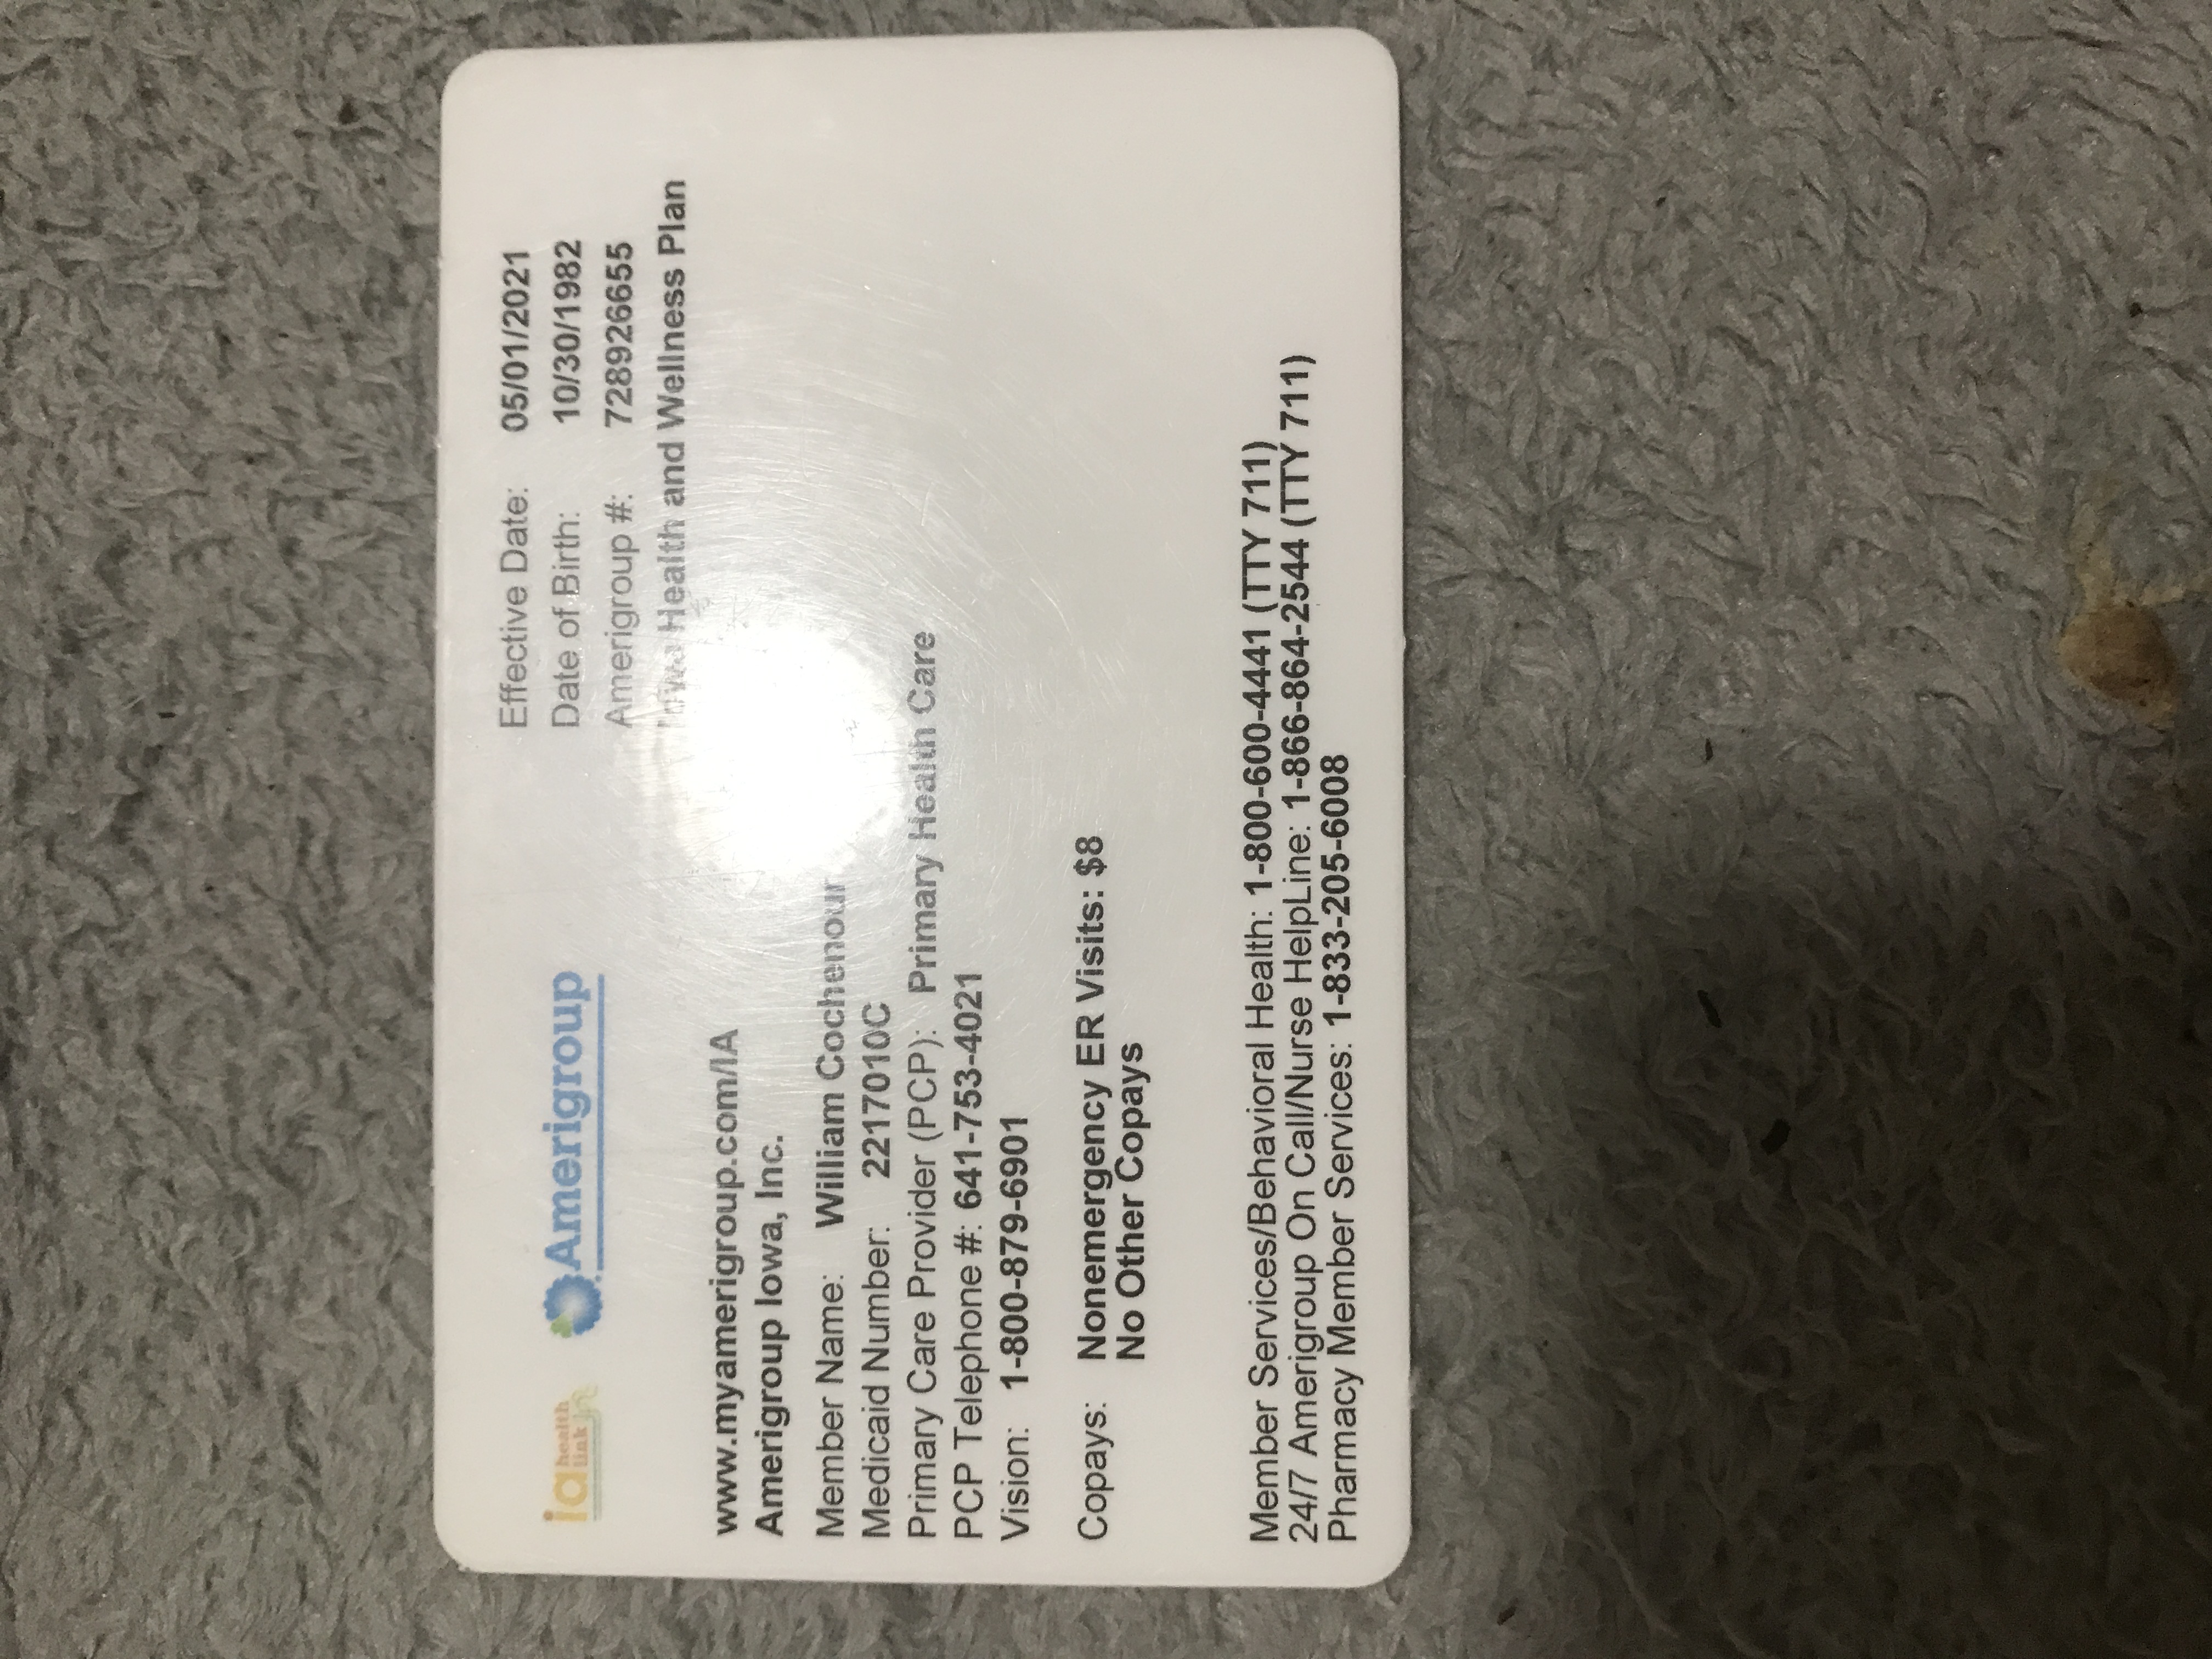 ia health link
Amerigroup
Effective Date: 05/01/2021
Date of Birth: 10/30/1982
Amerigroup #: 728926655
Health and Wellness Plan
www.myamerigroup.com/IA
Amerigroup Iowa, Inc.
Member Name: William Cochenour
Medicaid Number: 2217010C
Primary Care Provider (PCP): Primary Health Care
PCP Telephone #: 641-753-4021
Vision: 1-800-879-6901
Copays: Nonemergency ER Visits: $8
No Other Copays
Member Services/Behavioral Health: 1-800-600-4441 (TTY 711)
24/7 Amerigroup On Call/Nurse HelpLine: 1-866-864-2544 (TTY 711)
Pharmacy Member Services: 1-833-205-6008